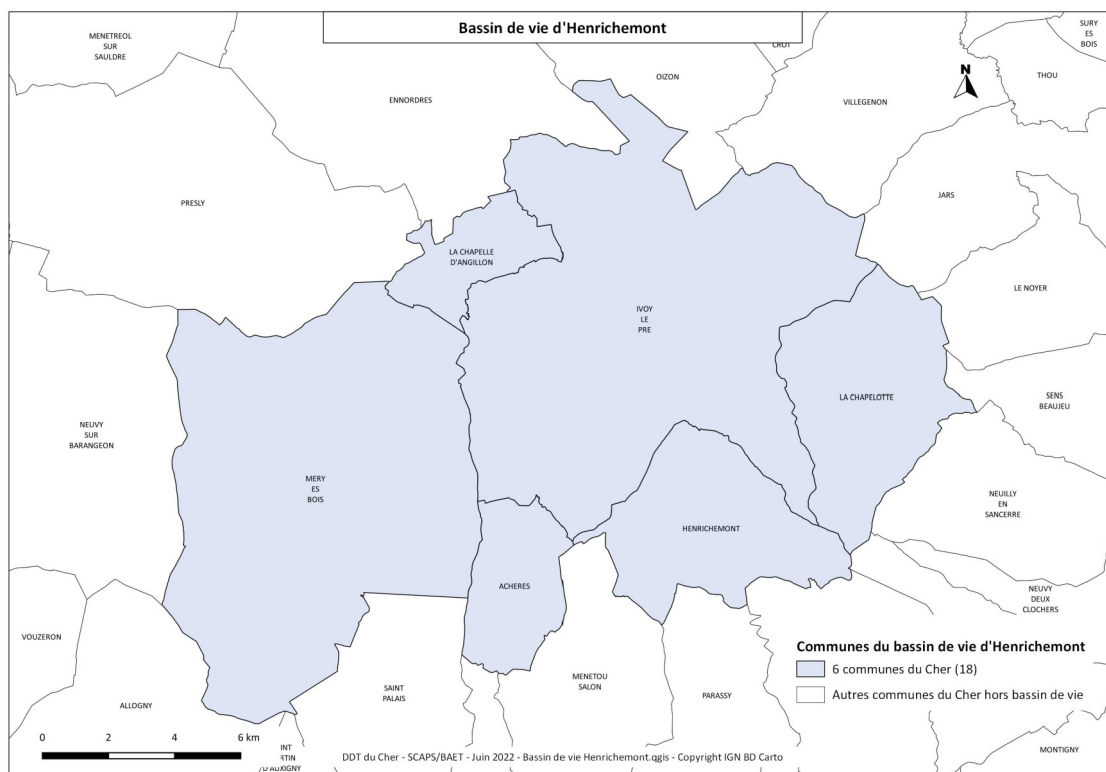 Bassin de vie d'Henrichemont
MENETREOL
SUR
SAULDRE
ENNORDRES
OIZON
CROT
VILLEGENON
SURY
ES
BOIS
THOU
N
PRESLY
JARS
LA CHAPELLE
D'ANGILLON
LE NOYER
IVOY
LE
PRE
LA CHAPELOTTE
SENS
BEAUJEU
NEUVY
SUR
BARANGEON
MERY
ES
BOIS
NEUILLY
EN
SANCERRE
HENRICHEMONT
ACHERES
NEUVY
DEUX
CLOCHERS
VOUZERON
ALLOGNY
SAINT
PALAIS
MENETOU
SALON
PARASSY
MONTIGNY
INT
RTIN
D'AUXIGNY
Communes du bassin de vie d'Henrichemont
6 communes du Cher (18)
Autres communes du Cher hors bassin de vie
0 2 4 6 km
DDT du Cher - SCAPS/BAET - Juin 2022 - Bassin de vie Henrichemont.qgis - Copyright IGN BD Carto